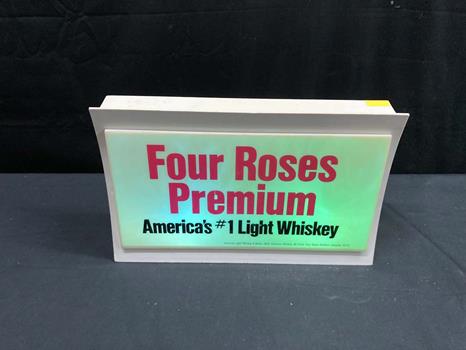 Four Roses
Premium
America's #1 Light Whiskey